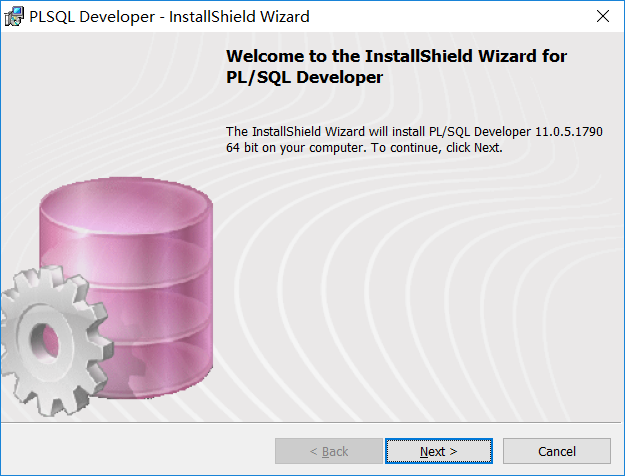 PLSQL Developer - InstallShield Wizard
Welcome to the InstallShield Wizard for
PL/SQL Developer
The InstallShield Wizard will install PL/SQL Developer 11.0.5.1790
64 bit on your computer. To continue, click Next.
< Back
Next >
Cancel